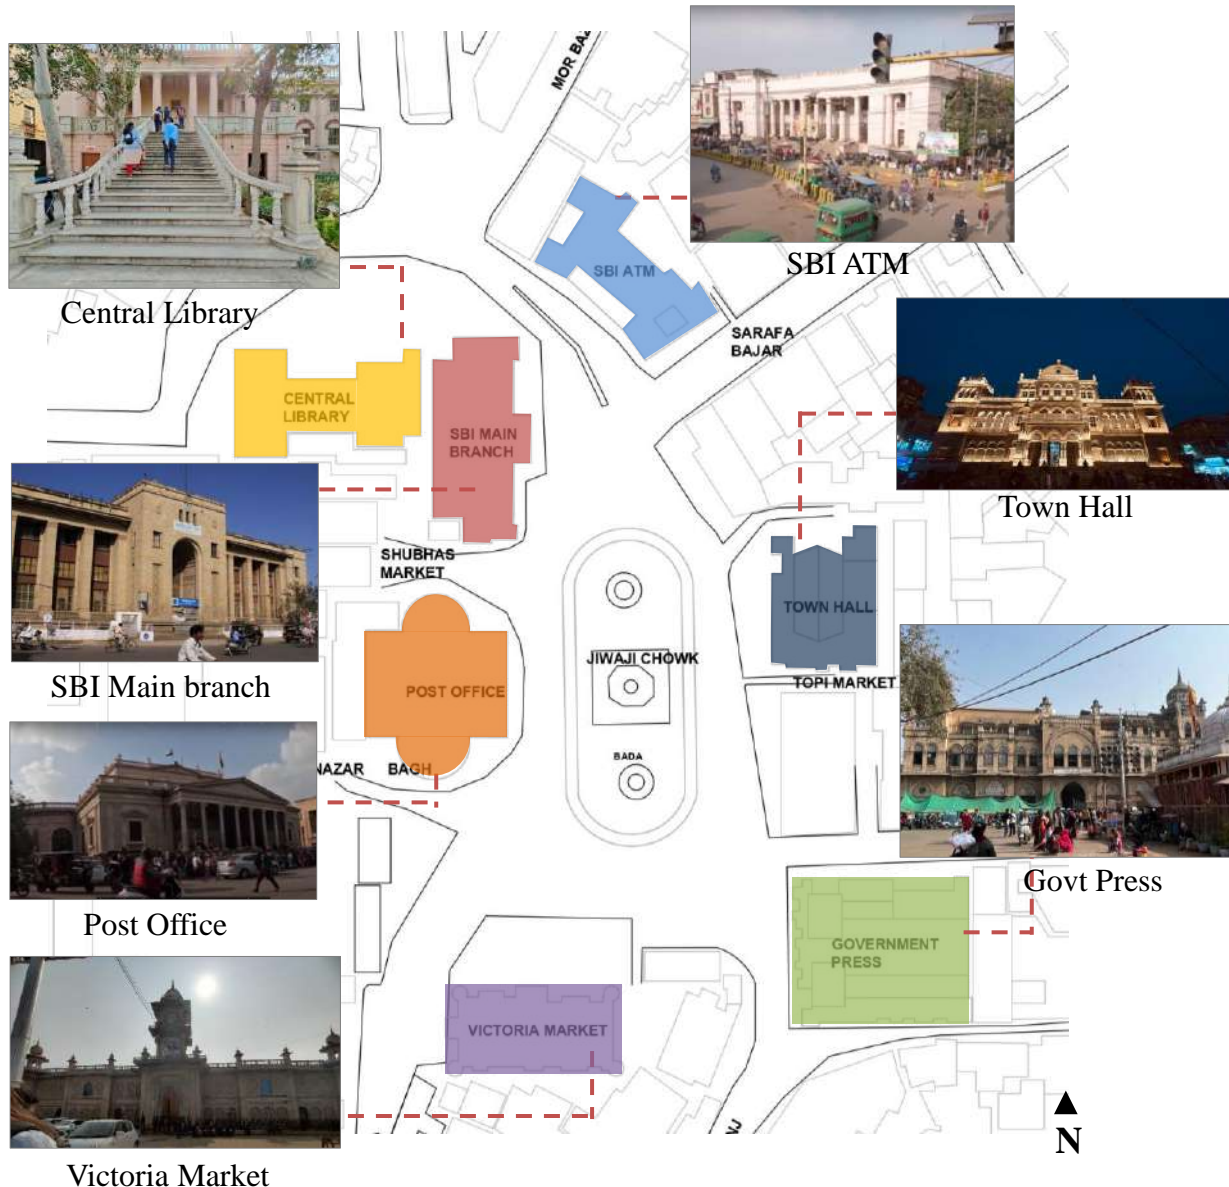 MOR BAZ
SBI ATM
SBI ATM
Central Library
SARAFA
BAJAR
CENTRAL
LIBRARY
SBI MAIN
BRANCH
Town Hall
SHUBHAS
MARKET
TOWN HALL
JIWAJI CHOWK
TOPI MARKET
SBI Main branch
POST OFFICE
BADA
NAZAR BAGH
Govt Press
Post Office
GOVERNMENT
PRESS
VICTORIA MARKET
NJ
N
Victoria Market